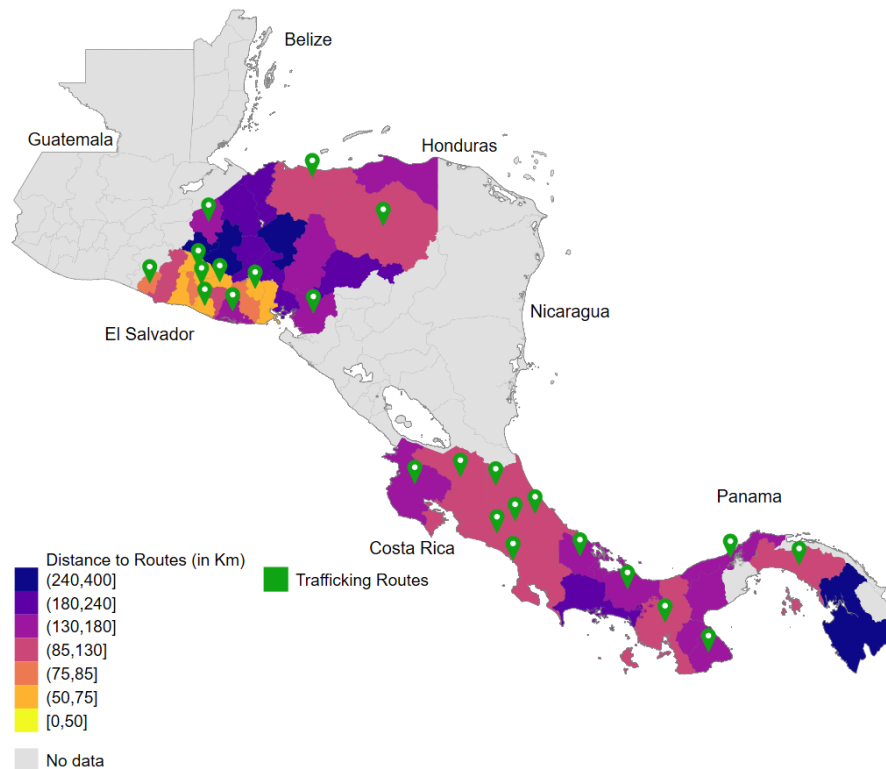 Belize
Guatemala
Honduras
Nicaragua
El Salvador
Panama
Costa Rica
Distance to Routes (in Km)
(240,400]
(180,240]
(130,180]
(85,130]
(75,85]
(50,75]
[0,50]
No data
Trafficking Routes